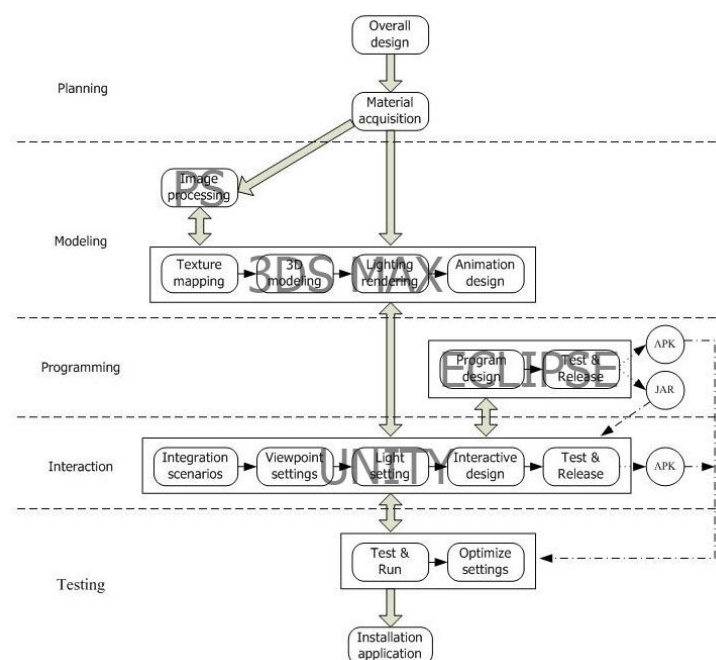 Overall
design
Planning
Material
acquisition
PS
Image
processing
Modeling
3DS MAX
Texture
mapping
3D
modeling
Lighting
rendering
Animation
design
Programming
ECLIPSE
Program
design
Test &
Release
APK
JAR
Interaction
UNITY
Integration
scenarios
Viewpoint
settings
Light
setting
Interactive
design
Test &
Release
APK
Testing
Test &
Run
Optimize
settings
Installation
application